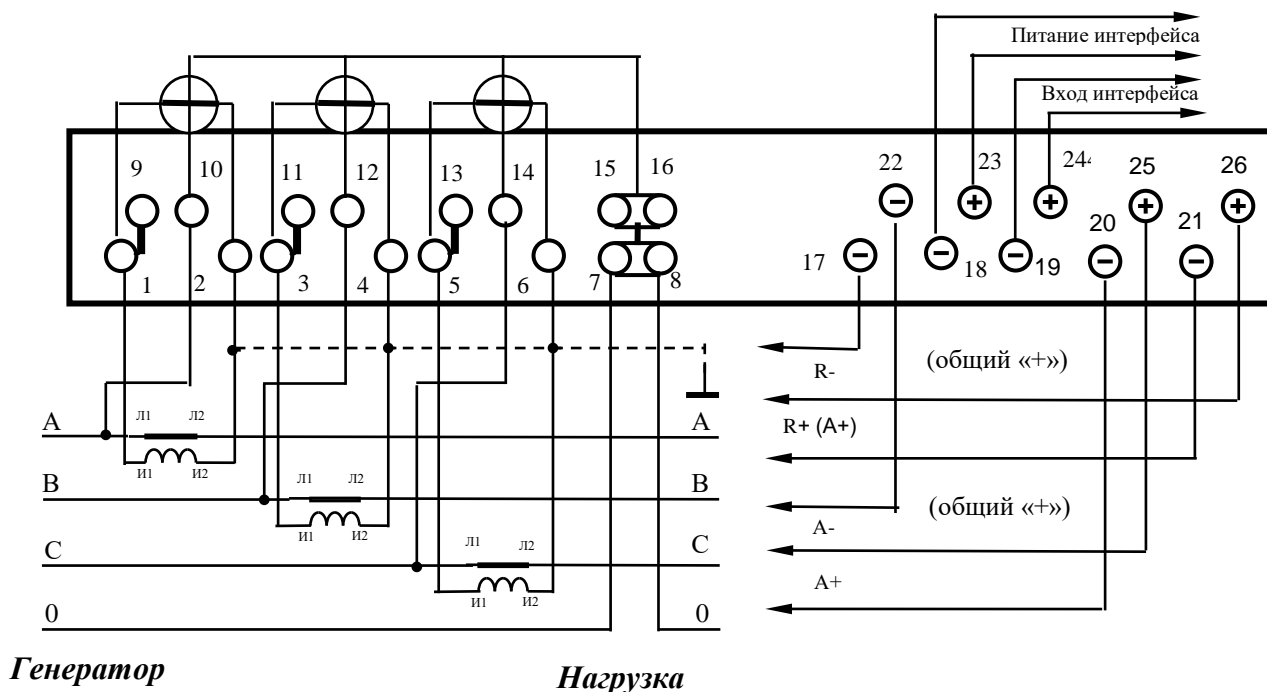 Питание интерфейса
Вход интерфейса
9 10 11 12 13 14 15 16 22 23 244 25 26
20 21
17 18 19
1 2 3 4 5 6 7 8
R-
(общий «+»)
A Л1 Л2 A
R+ (A+)
И1 И2
B Л1 Л2 B
(общий «+»)
И1 И2
A-
C Л1 Л2 C
A+
И1 И2
0 0
Генератор
Нагрузка